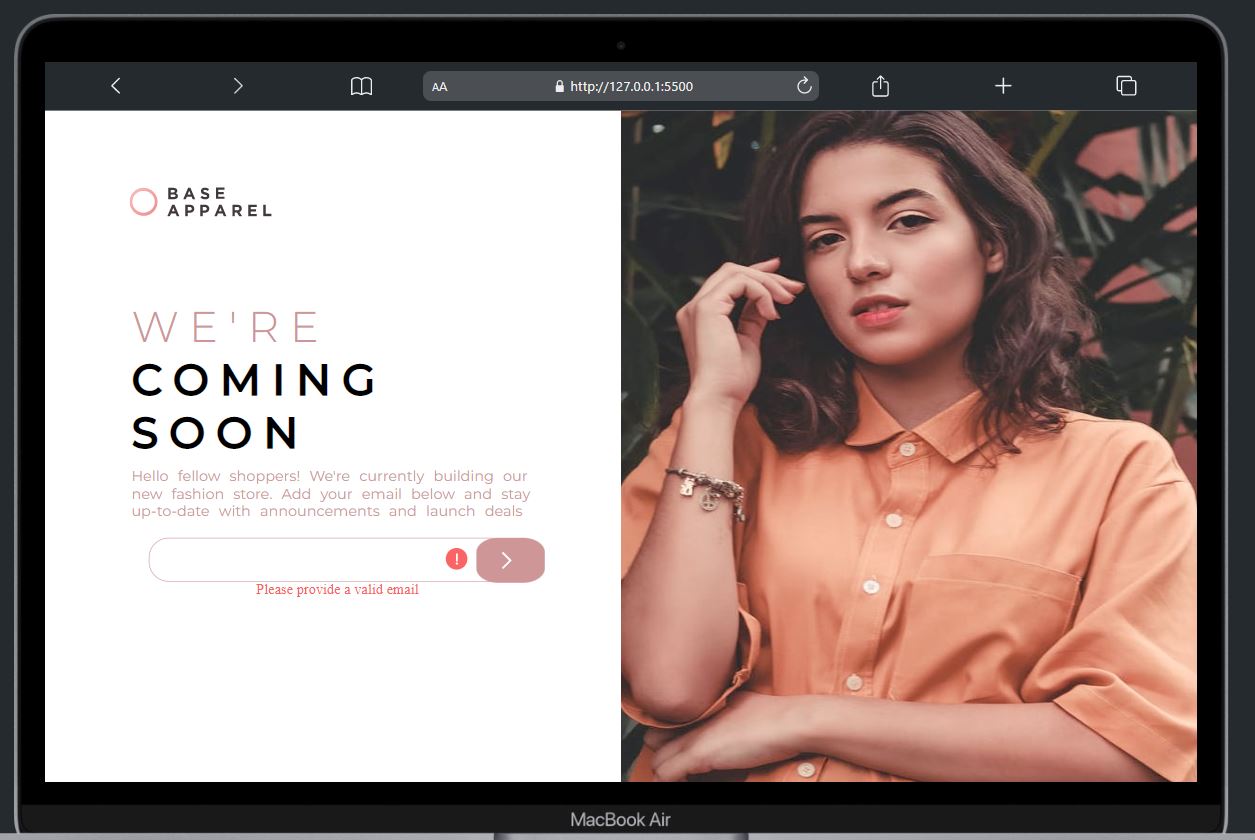 AA
http://127.0.0.1:5500
BASE
APPAREL
WE'RE
COMING
SOON
Hello fellow shoppers! We're currently building our
new fashion store. Add your email below and stay
up-to-date with announcements and launch deals
!
Please provide a valid email
MacBook Air